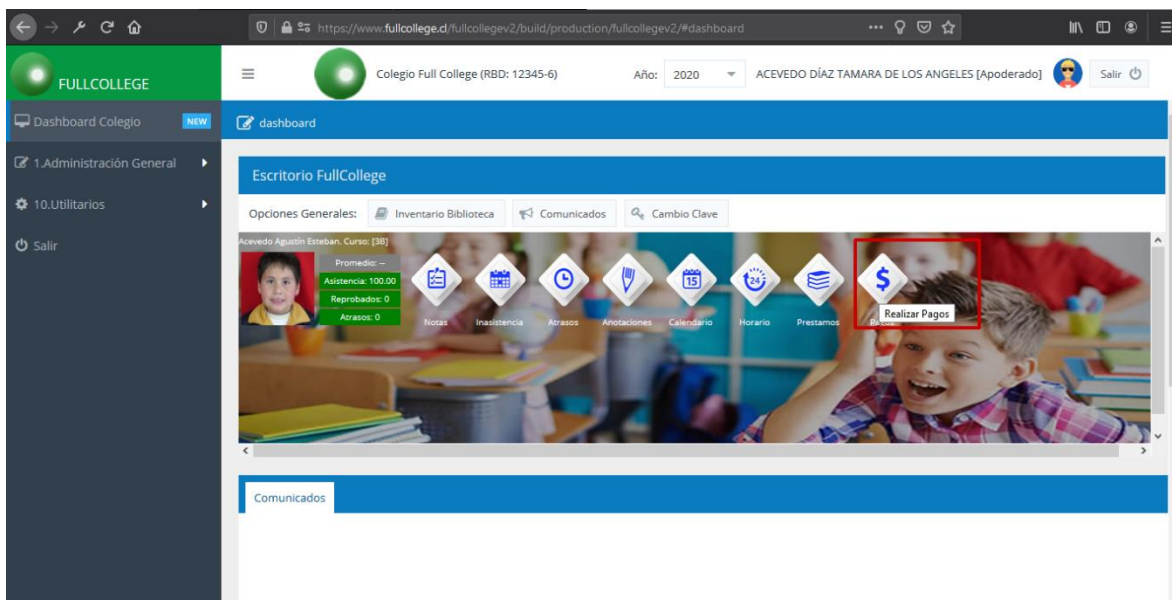 https://www.fullcollege.cl/fullcollegev2/build/production/fullcollegev2/#dashboard
FULLCOLLEGE
Colegio Full College (RBD: 12345-6)
Año: 2020
ACEVEDO DÍAZ TAMARA DE LOS ANGELES [Apoderado]
Salir
Dashboard Colegio NEW
dashboard
1.Administración General
10.Utilitarios
Salir
Escritorio FullCollege
Opciones Generales: Inventario Biblioteca Comunicados Cambio Clave
Acevedo Agustín Esteban. Curso: [3B]
Promedio: --
Asistencia: 100.00
Reprobados: 0
Atrasos: 0
15 24 $
Realizar Pagos
Notas Inasistencia Atrasos Anotaciones Calendario Horario Prestamos Pagos
Comunicados